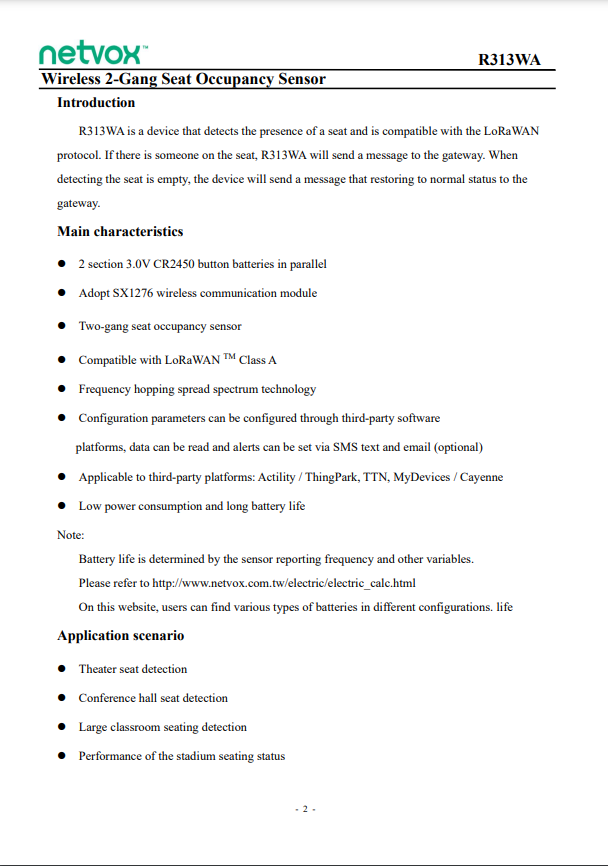 netvox™
R313WA
Wireless 2-Gang Seat Occupancy Sensor
Introduction
R313WA is a device that detects the presence of a seat and is compatible with the LoRaWAN
protocol. If there is someone on the seat, R313WA will send a message to the gateway. When
detecting the seat is empty, the device will send a message that restoring to normal status to the
gateway.
Main characteristics
● 2 section 3.0V CR2450 button batteries in parallel
● Adopt SX1276 wireless communication module
● Two-gang seat occupancy sensor
● Compatible with LoRaWAN TM Class A
● Frequency hopping spread spectrum technology
● Configuration parameters can be configured through third-party software
platforms, data can be read and alerts can be set via SMS text and email (optional)
● Applicable to third-party platforms: Actility / ThingPark, TTN, MyDevices / Cayenne
● Low power consumption and long battery life
Note:
Battery life is determined by the sensor reporting frequency and other variables.
Please refer to http://www.netvox.com.tw/electric/electric_calc.html
On this website, users can find various types of batteries in different configurations. life
Application scenario
● Theater seat detection
● Conference hall seat detection
● Large classroom seating detection
● Performance of the stadium seating status
- 2 -